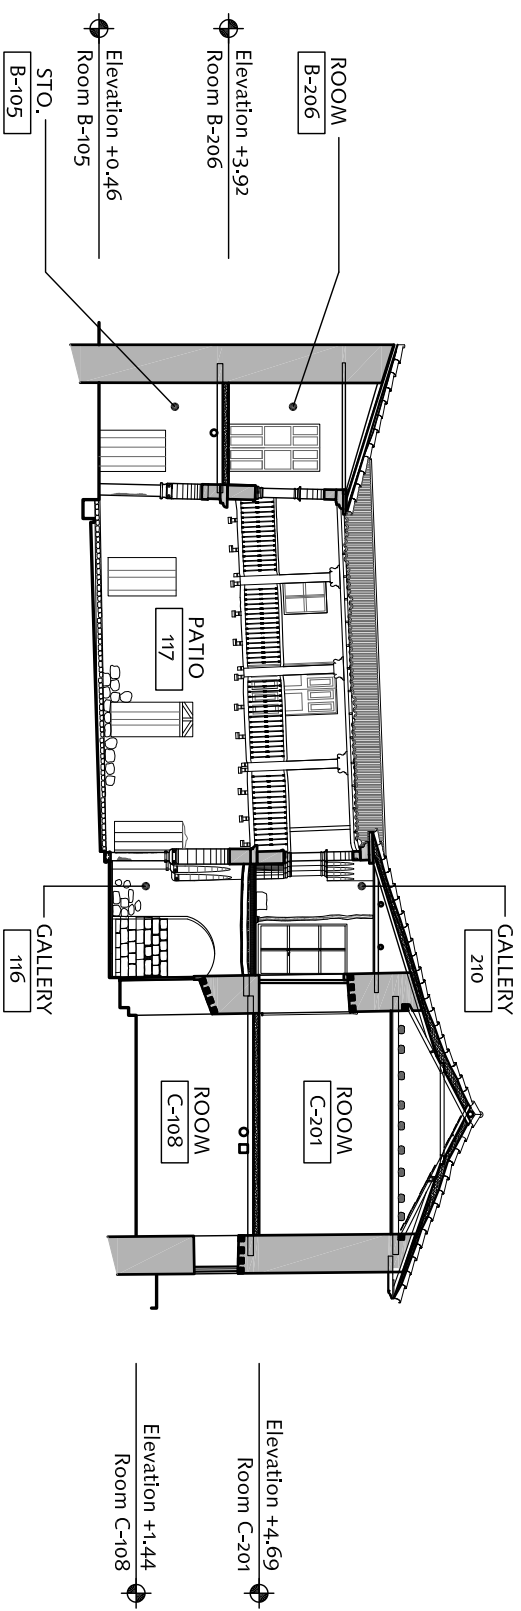 ROOM
B-206
Elevation +3.92
Room B-206
Elevation +0.46
Room B-105
STO.
B-105
PATIO
117
GALLERY
210
GALLERY
116
ROOM
C-201
ROOM
C-108
Elevation +4.69
Room C-201
Elevation +1.44
Room C-108